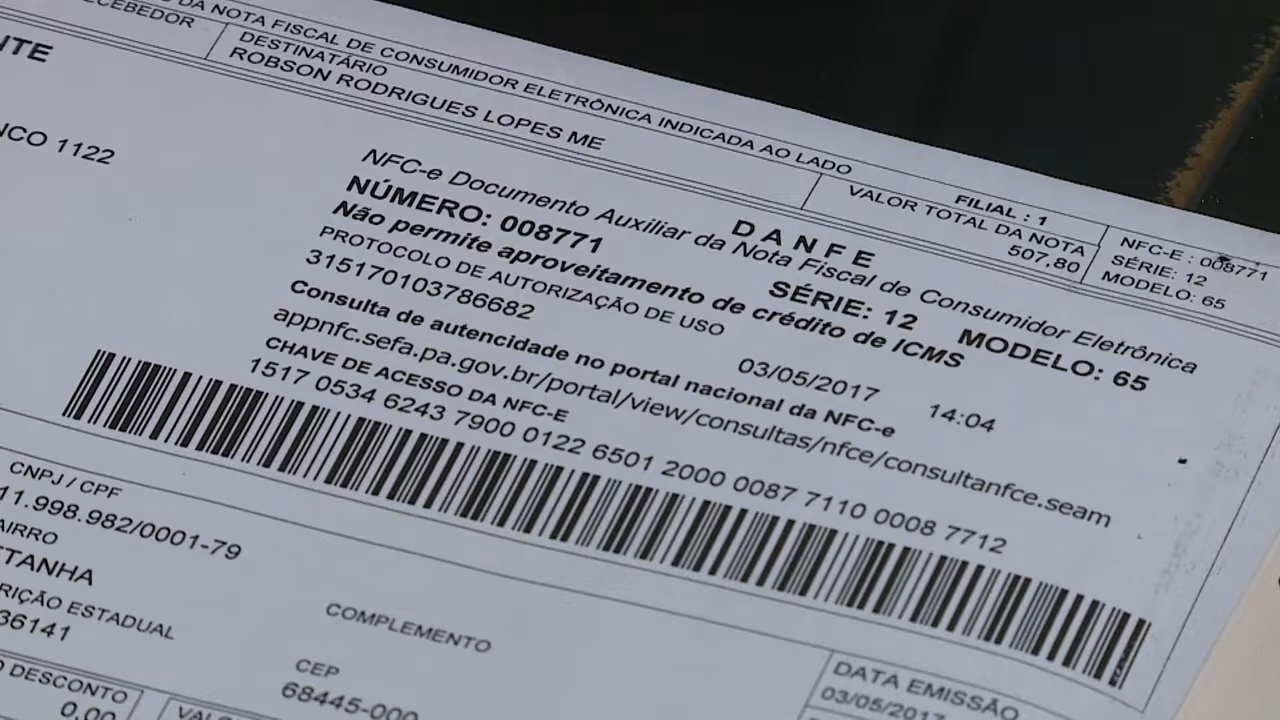 DA NOTA FISCAL DE CONSUMIDOR ELETRÔNICA INDICADA AO LADO
DESTINATÁRIO
ROBSON RODRIGUES LOPES ME
FILIAL : 1
VALOR TOTAL DA NOTA
507,80
NFC-E : 008771
SÉRIE: 12
MODELO: 65
1122
DANFE
NFC-e Documento Auxiliar da Nota Fiscal de Consumidor Eletrônica
NÚMERO: 008771 SÉRIE: 12 MODELO: 65
Não permite aproveitamento de crédito de ICMS
PROTOCOLO DE AUTORIZAÇÃO DE USO
315170103786682 03/05/2017 14:04
Consulta de autencidade no portal nacional da NFC-e
appnfc.sefa.pa.gov.br/portal/view/consultas/nfce/consultanfce.seam
CHAVE DE ACESSO DA NFC-E
1517 0534 6243 7900 0122 6501 2000 0087 7110 0008 7712
CNPJ / CPF
11.998.982/0001-79
ESTADUAL
36141
COMPLEMENTO
CEP
68445-000
DESCONTO
0,00
DATA EMISSÃO
03/05/2017